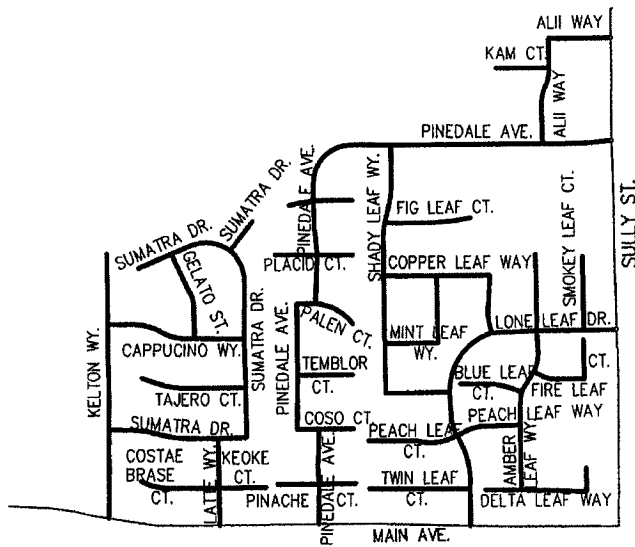 ALII WAY
KAM CT.
ALII WAY
PINEDALE AVE.
PINEDALE AVE.
SHADY LEAF WY.
SUMATRA DR.
FIG LEAF CT.
SMOKEY LEAF CT.
SULLY ST.
SUMATRA DR.
GELATO ST.
PLACID CT.
COPPER LEAF WAY
SUMATRA DR.
PINEDALE AVE.
PALEN CT.
MINT LEAF
WY.
LONE LEAF DR.
KELTON WY.
CAPPUCINO WY.
TEMBLOR
CT.
BLUE LEAF
CT.
FIRE LEAF
CT.
TAJERO CT.
SUMATRA DR.
COSO CT.
PEACH LEAF
CT.
PEACH LEAF WAY
COSTAE
BRASE
CT.
LATTE WY.
KEOKE
CT.
PINACHE CT.
PINEDALE AVE.
TWIN LEAF
CT.
AMBER
LEAF WY.
DELTA LEAF WAY
MAIN AVE.